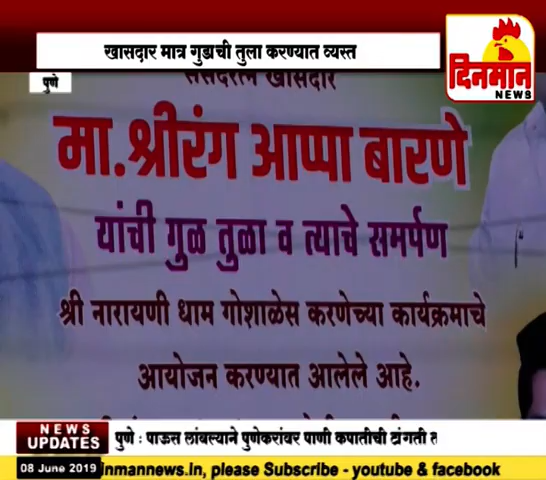 खासदार मात्र गुडाची तुला करण्यात व्यस्त
दिनमान
NEWS
पुणे
संसदरत्न खासदार
मा.श्रीरंग आप्पा बारणे
यांची गुळ तुळा व त्याचे समर्पण
श्री नारायणी धाम गोशाळेस करणेच्या कार्यक्रमाचे
आयोजन करण्यात आलेले आहे.
NEWS
UPDATES
पुणे : पाऊस लांबल्याने पुणेकरांवर पाणी कपातीची टांगती
08 June 2019
inmannews.in, please Subscribe - youtube & facebook